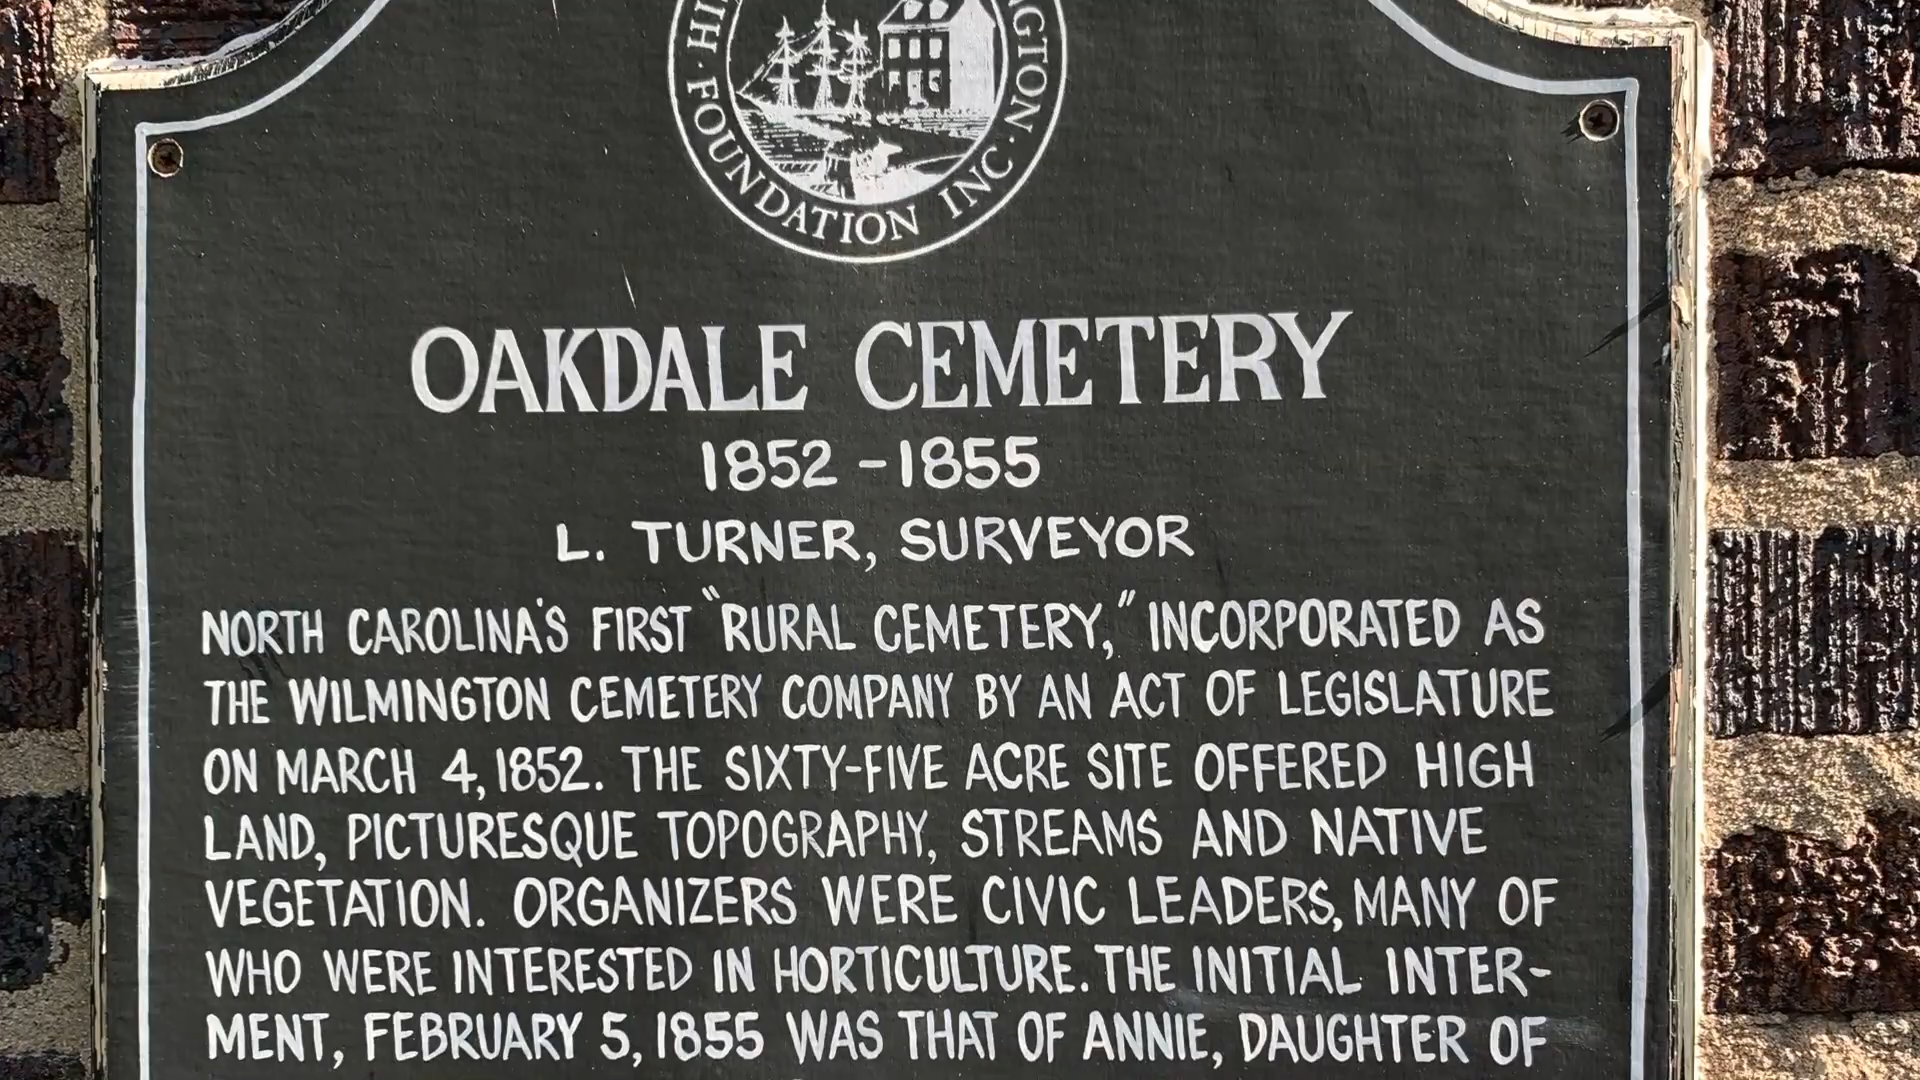 FOUNDATION INC.
OAKDALE CEMETERY
1852 - 1855
L. TURNER, SURVEYOR
NORTH CAROLINA'S FIRST "RURAL CEMETERY," INCORPORATED AS
THE WILMINGTON CEMETERY COMPANY BY AN ACT OF LEGISLATURE
ON MARCH 4, 1852. THE SIXTY-FIVE ACRE SITE OFFERED HIGH
LAND, PICTURESQUE TOPOGRAPHY, STREAMS AND NATIVE
VEGETATION. ORGANIZERS WERE CIVIC LEADERS, MANY OF
WHO WERE INTERESTED IN HORTICULTURE. THE INITIAL INTER-
MENT, FEBRUARY 5, 1855 WAS THAT OF ANNIE, DAUGHTER OF